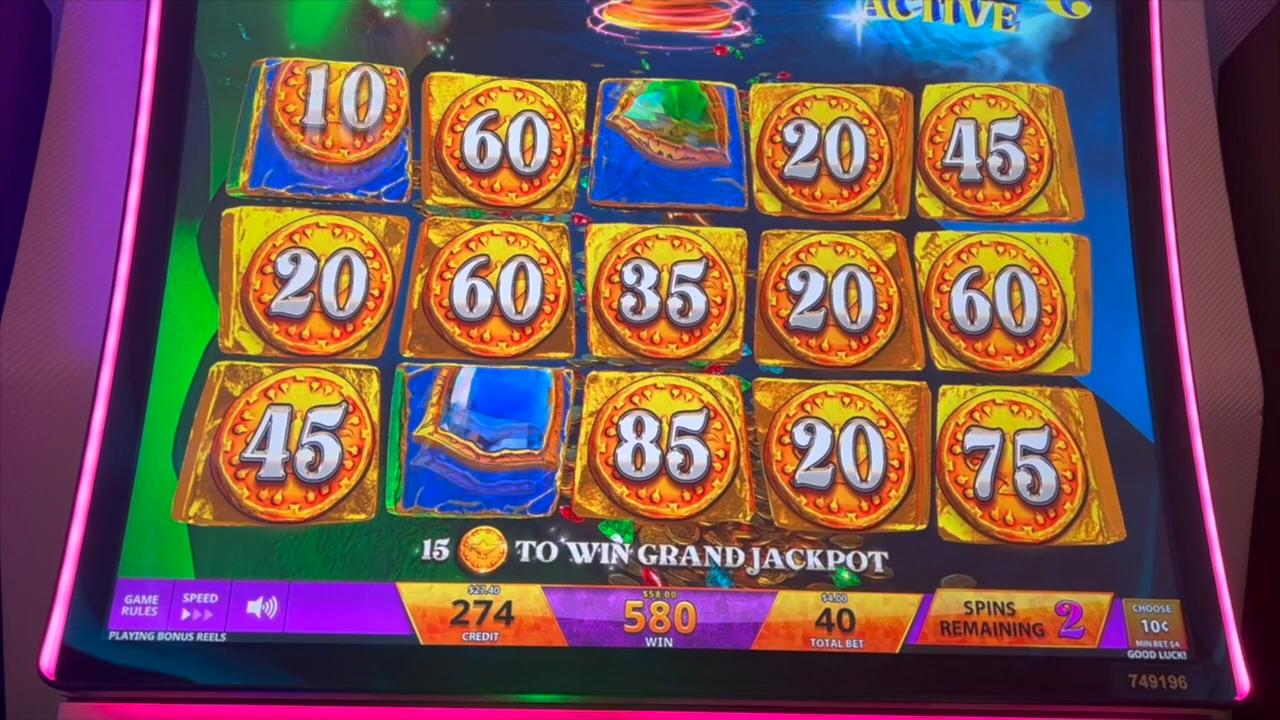 ACTIVE
10 60 20 45
20 60 35 20 60
45 85 20 75
15 TO WIN GRAND JACKPOT
GAME RULES
SPEED
$27.40
274
CREDIT
$58.00
580
WIN
$4.00
40
TOTAL BET
SPINS
REMAINING 2
CHOOSE
10¢
MIN BET $4
GOOD LUCK!
PLAYING BONUS REELS
749196